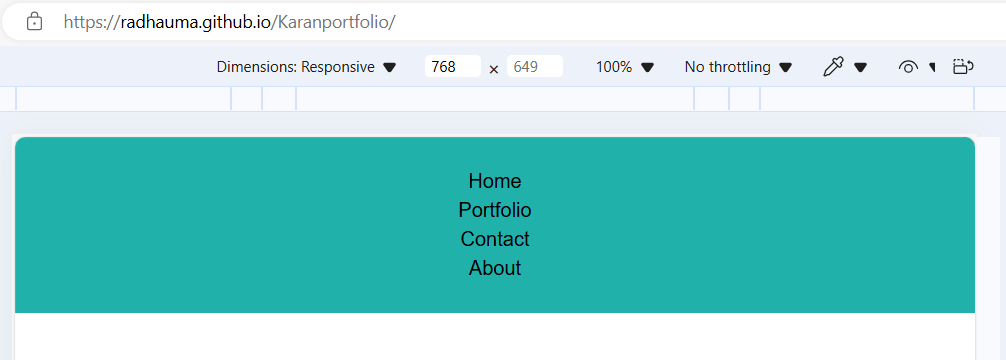 https://radhauma.github.io/Karanportfolio/
Dimensions: Responsive 768 × 649 100% No throttling
Home
Portfolio
Contact
About